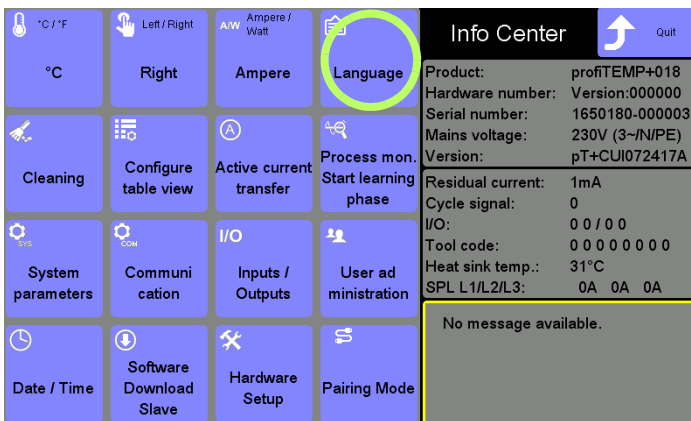 °C / °F
°C
Left / Right
Right
A/W Ampere /
Watt
Ampere
Language
Cleaning
Configure
table view
A
Active current
transfer
Process mon.
Start learning
phase
SYS
System
parameters
COM
Communi
cation
I/O
Inputs /
Outputs
User ad
ministration
Date / Time
Software
Download
Slave
Hardware
Setup
Pairing Mode
Info Center
Quit
Product: profiTEMP+018
Hardware number: Version:000000
Serial number: 1650180-000003
Mains voltage: 230V (3~/N/PE)
Version: pT+CUI072417A
Residual current: 1mA
Cycle signal: 0
I/O: 0 0 / 0 0
Tool code: 0 0 0 0 0 0 0 0
Heat sink temp.: 31°C
SPL L1/L2/L3: 0A 0A 0A
No message available.